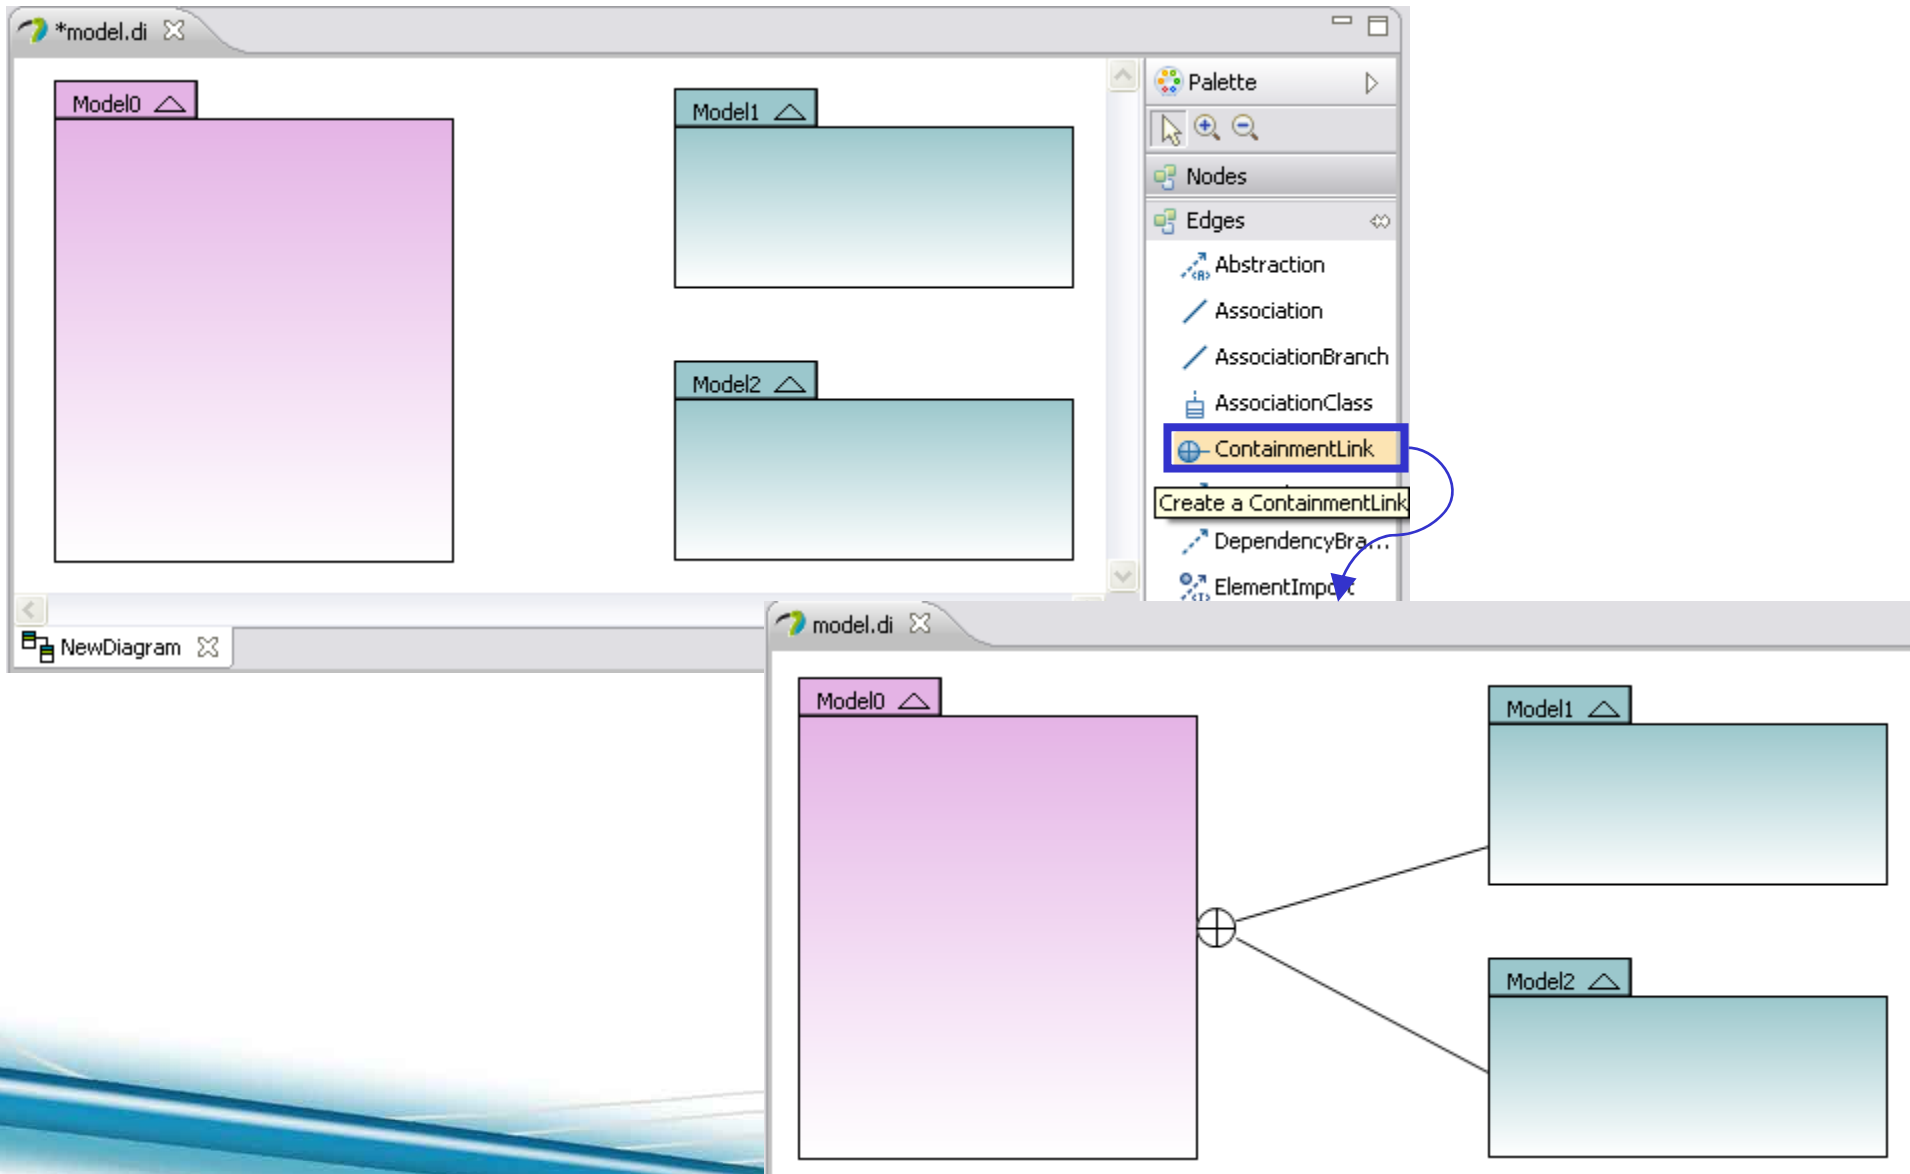 *model.di
Model0
Model1
Model2
Palette
Nodes
Edges
Abstraction
Association
AssociationBranch
AssociationClass
ContainmentLink
Create a ContainmentLink
DependencyBra...
ElementImport
NewDiagram
model.di
Model0
Model1
Model2